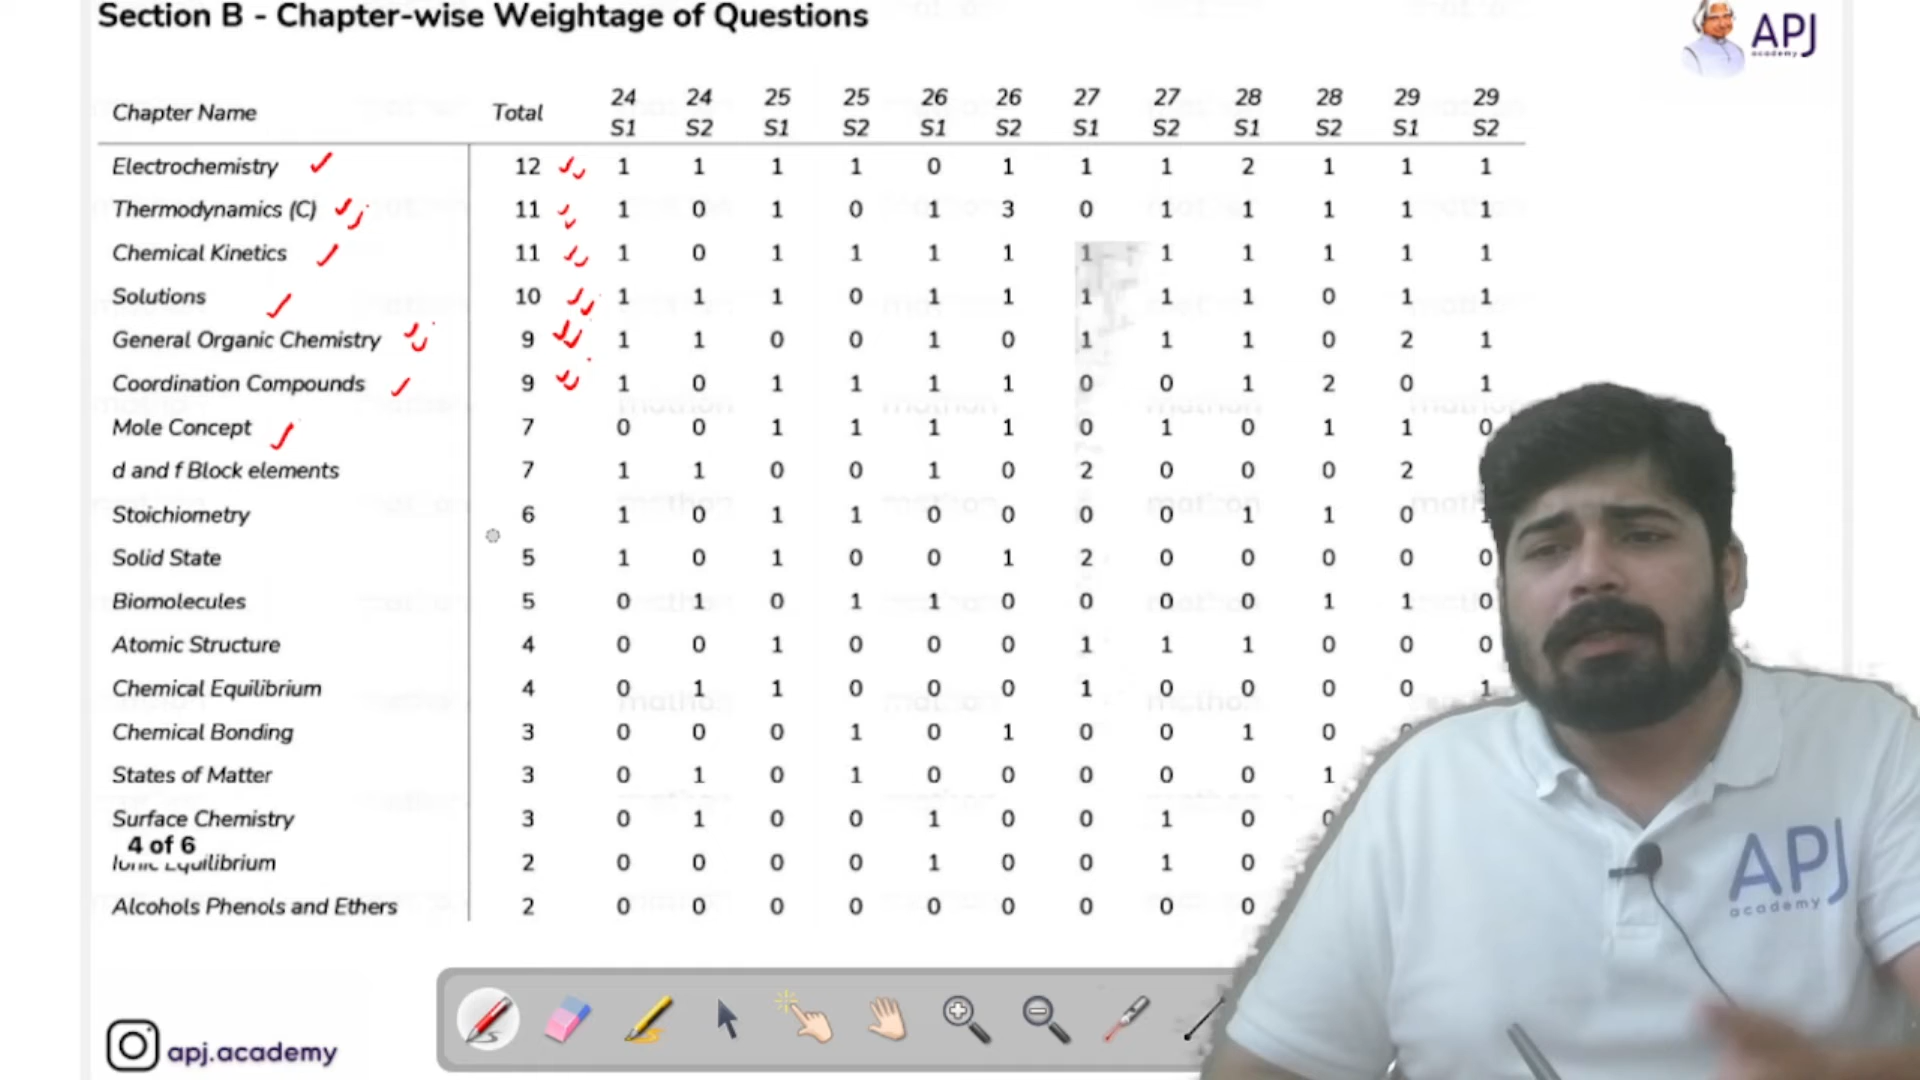 Section B - Chapter-wise Weightage of Questions
APJ
academy
Chapter Name Total 24 S1 24 S2 25 S1 25 S2 26 S1 26 S2 27 S1 27 S2 28 S1 28 S2 29 S1 29 S2
Electrochemistry 12 1 1 1 1 0 1 1 1 2 1 1 1
Thermodynamics (C) 11 1 0 1 0 1 3 0 1 1 1 1 1
Chemical Kinetics 11 1 0 1 1 1 1 1 1 1 1 1 1
Solutions 10 1 1 1 0 1 1 1 1 1 0 1 1
General Organic Chemistry 9 1 1 0 0 1 0 1 1 1 0 2 1
Coordination Compounds 9 1 0 1 1 1 1 0 0 1 2 0 1
Mole Concept 7 0 0 1 1 1 1 0 1 0 1 1 0
d and f Block elements 7 1 1 0 0 1 0 2 0 0 0 2
Stoichiometry 6 1 0 1 1 0 0 0 0 1 1 0 1
Solid State 5 1 0 1 0 0 1 2 0 0 0 0 0
Biomolecules 5 0 1 0 1 1 0 0 0 0 1 1 0
Atomic Structure 4 0 0 1 0 0 0 1 1 1 0 0 0
Chemical Equilibrium 4 0 1 1 0 0 0 1 0 0 0 0 1
Chemical Bonding 3 0 0 0 1 0 1 0 0 1 0
States of Matter 3 0 1 0 1 0 0 0 0 0 1
Surface Chemistry 3 0 1 0 0 1 0 0 1 0
4 of 6
Ionic Equilibrium 2 0 0 0 0 1 0 0 1 0
Alcohols Phenols and Ethers 2 0 0 0 0 0 0 0 0 0
APJ
academy
apj.academy